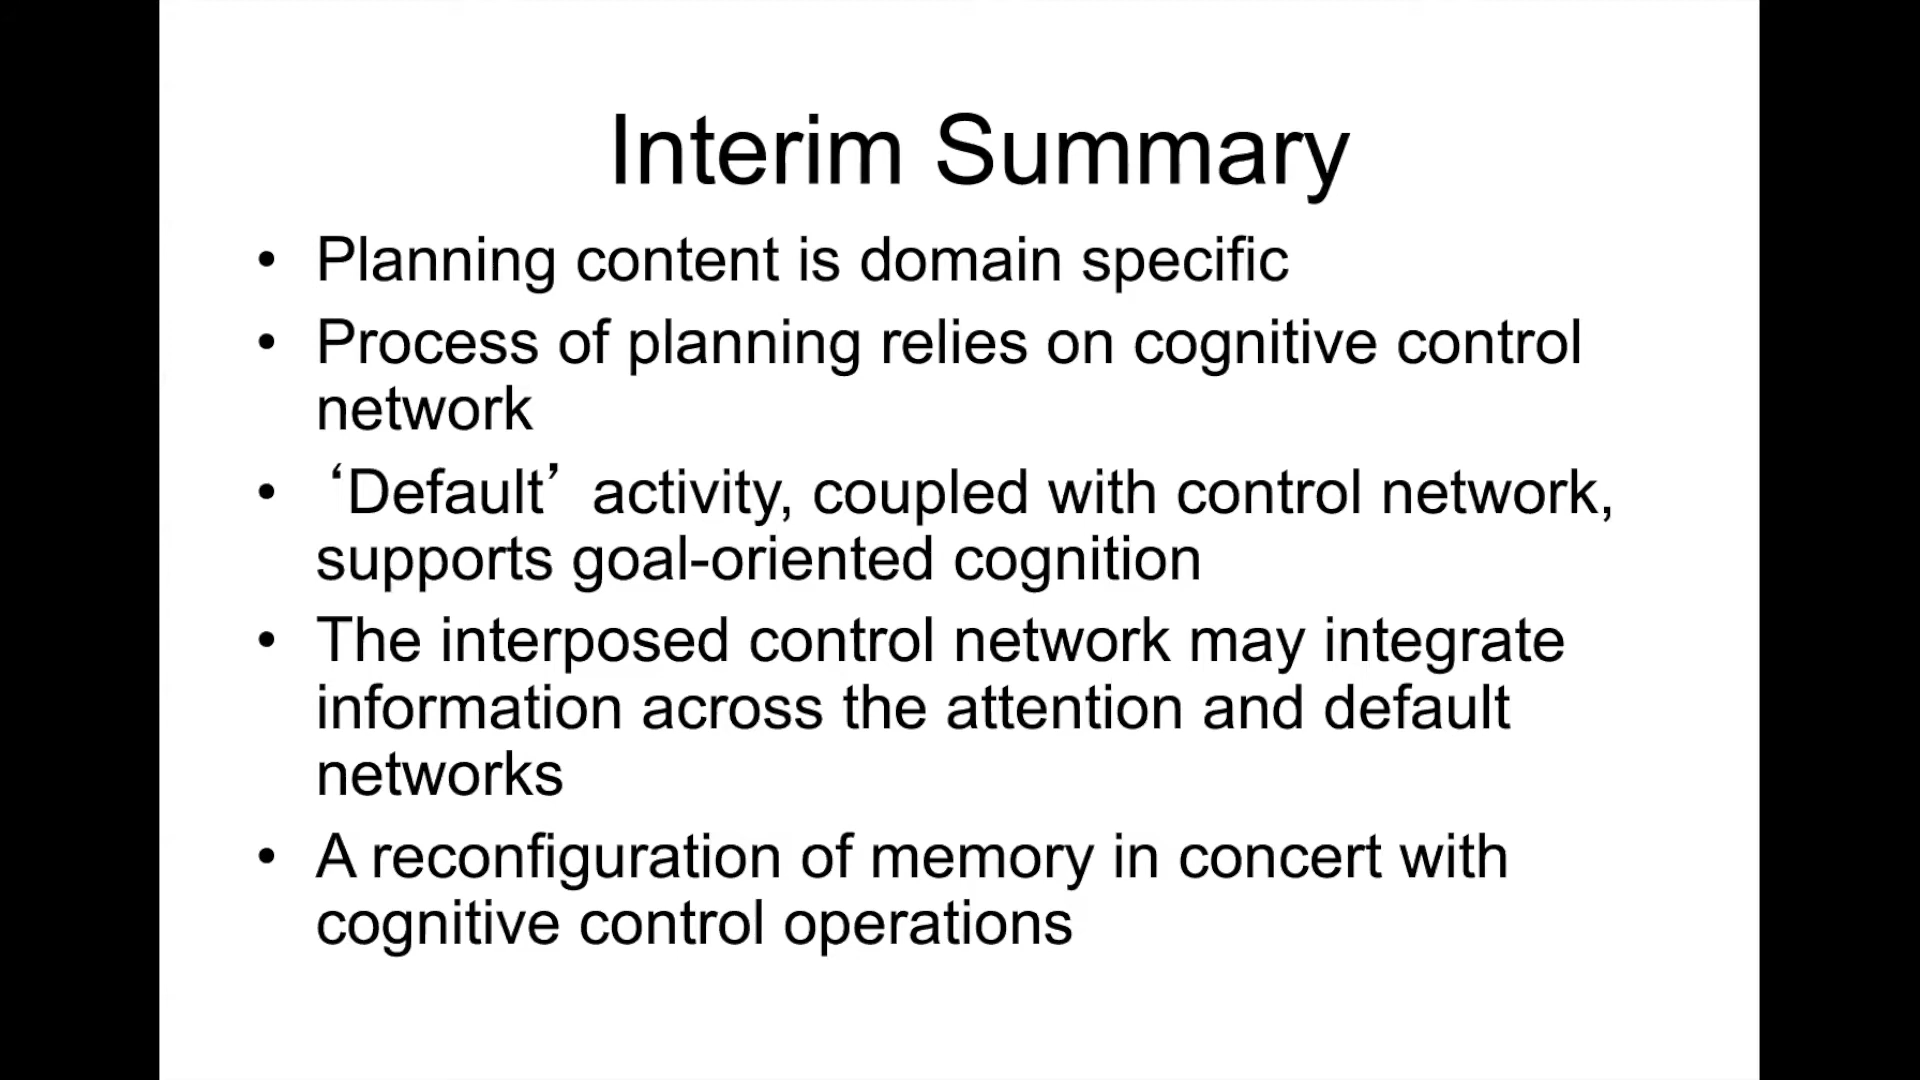 Interim Summary
• Planning content is domain specific
• Process of planning relies on cognitive control
network
• ‘Default’ activity, coupled with control network,
supports goal-oriented cognition
• The interposed control network may integrate
information across the attention and default
networks
• A reconfiguration of memory in concert with
cognitive control operations